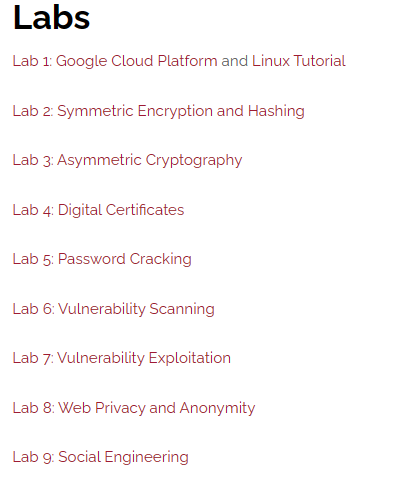 Labs
Lab 1: Google Cloud Platform and Linux Tutorial
Lab 2: Symmetric Encryption and Hashing
Lab 3: Asymmetric Cryptography
Lab 4: Digital Certificates
Lab 5: Password Cracking
Lab 6: Vulnerability Scanning
Lab 7: Vulnerability Exploitation
Lab 8: Web Privacy and Anonymity
Lab 9: Social Engineering